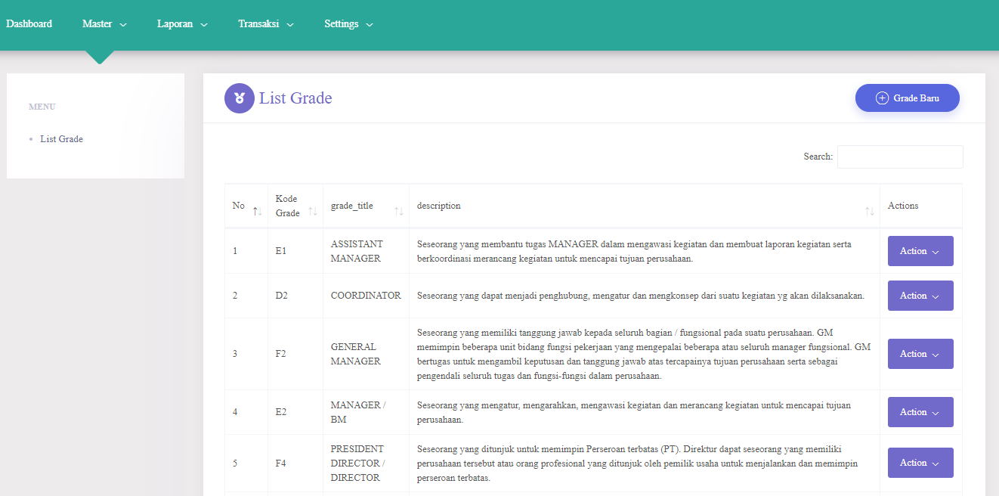 Dashboard Master Laporan Transaksi Settings
MENU
List Grade
List Grade
Grade Baru
Search:
No Kode Grade grade_title description Actions
1 E1 ASSISTANT MANAGER Seseorang yang membantu tugas MANAGER dalam mengawasi kegiatan dan membuat laporan kegiatan serta
berkoordinasi merancang kegiatan untuk mencapai tujuan perusahaan. Action
2 D2 COORDINATOR Seseorang yang dapat menjadi penghubung, mengatur dan mengkonsep dari suatu kegiatan yg akan dilaksanakan. Action
3 F2 GENERAL MANAGER Seseorang yang memiliki tanggung jawab kepada seluruh bagian / fungsional pada suatu perusahaan. GM
memimpin beberapa unit bidang fungsi pekerjaan yang mengepalai beberapa atau seluruh manager fungsional. GM
bertugas untuk mengambil keputusan dan tanggung jawab atas tercapainya tujuan perusahaan serta sebagai
pengendali seluruh tugas dan fungsi-fungsi dalam perusahaan. Action
4 E2 MANAGER / BM Seseorang yang mengatur, mengarahkan, mengawasi kegiatan dan merancang kegiatan untuk mencapai tujuan
perusahaan. Action
5 F4 PRESIDENT DIRECTOR / DIRECTOR Seseorang yang ditunjuk untuk memimpin Perseroan terbatas (PT). Direktur dapat seseorang yang memiliki
perusahaan tersebut atau orang profesional yang ditunjuk oleh pemilik usaha untuk menjalankan dan memimpin
perseroan terbatas. Action